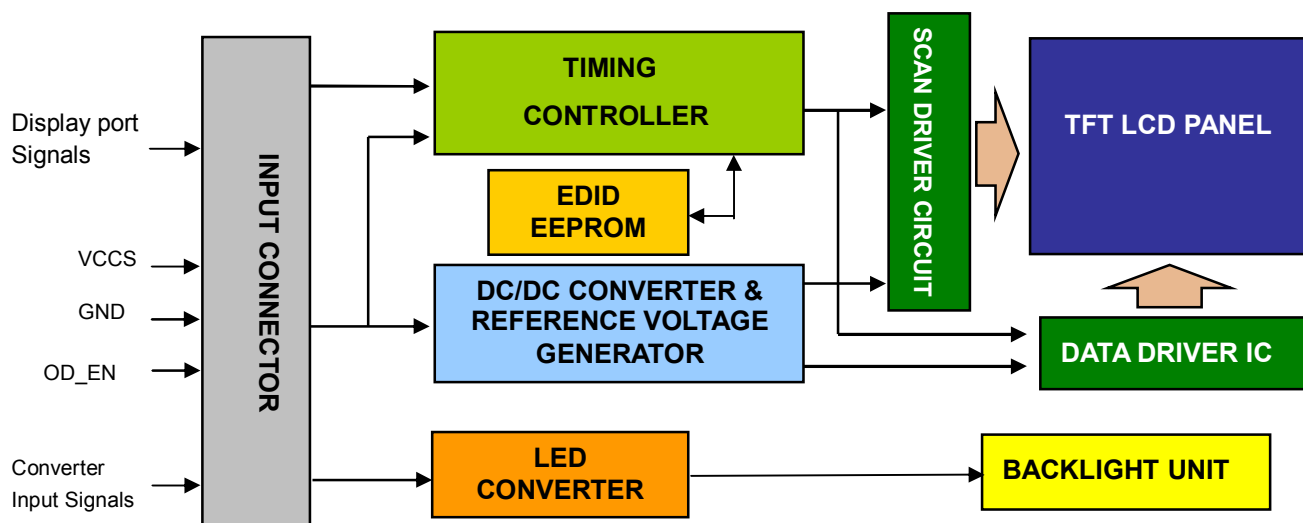 Display port
Signals
VCCS
GND
OD_EN
Converter
Input Signals
INPUT CONNECTOR
TIMING
CONTROLLER
EDID
EEPROM
DC/DC CONVERTER &
REFERENCE VOLTAGE
GENERATOR
LED
CONVERTER
SCAN DRIVER CIRCUIT
TFT LCD PANEL
DATA DRIVER IC
BACKLIGHT UNIT